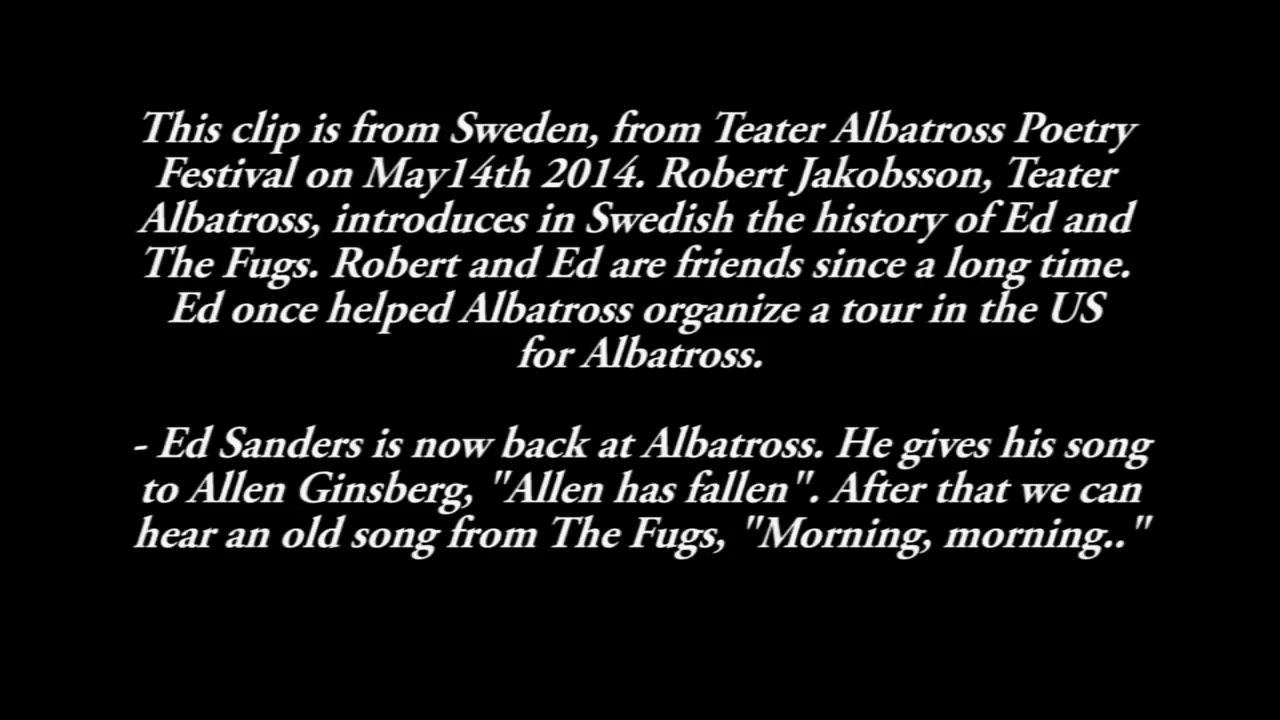 This clip is from Sweden, from Teater Albatross Poetry
Festival on May14th 2014. Robert Jakobsson, Teater
Albatross, introduces in Swedish the history of Ed and
The Fugs. Robert and Ed are friends since a long time.
Ed once helped Albatross organize a tour in the US
for Albatross.
- Ed Sanders is now back at Albatross. He gives his song
to Allen Ginsberg, "Allen has fallen". After that we can
hear an old song from The Fugs, "Morning, morning.."